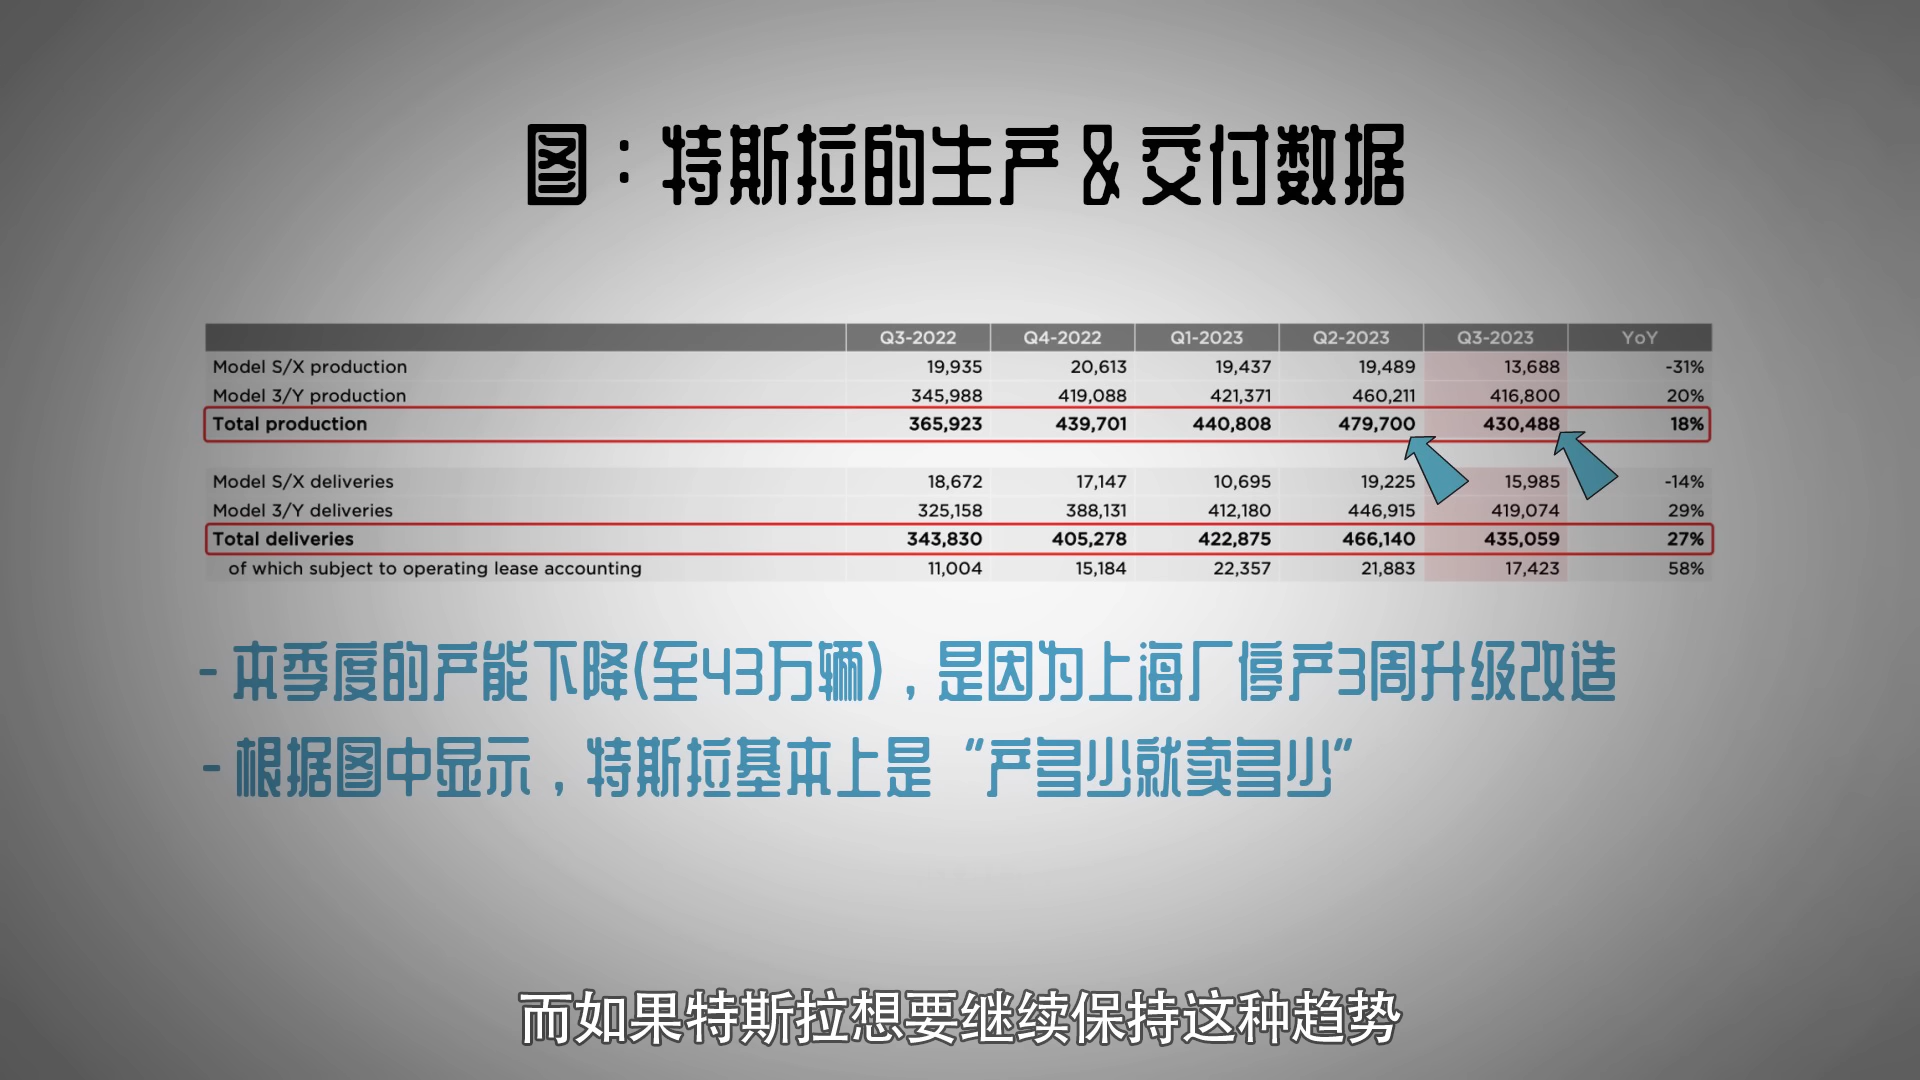 图：特斯拉的生产&交付数据
Q3-2022 Q4-2022 Q1-2023 Q2-2023 Q3-2023 YoY
Model S/X production 19,935 20,613 19,437 19,489 13,688 -31%
Model 3/Y production 345,988 419,088 421,371 460,211 416,800 20%
Total production 365,923 439,701 440,808 479,700 430,488 18%
Model S/X deliveries 18,672 17,147 10,695 19,225 15,985 -14%
Model 3/Y deliveries 325,158 388,131 412,180 446,915 419,074 29%
Total deliveries 343,830 405,278 422,875 466,140 435,059 27%
of which subject to operating lease accounting 11,004 15,184 22,357 21,883 17,423 58%
- 本季度的产能下降(至43万辆)，是因为上海厂停产3周升级改造
- 根据图中显示，特斯拉基本上是“产多少就卖多少”
而如果特斯拉想要继续保持这种趋势